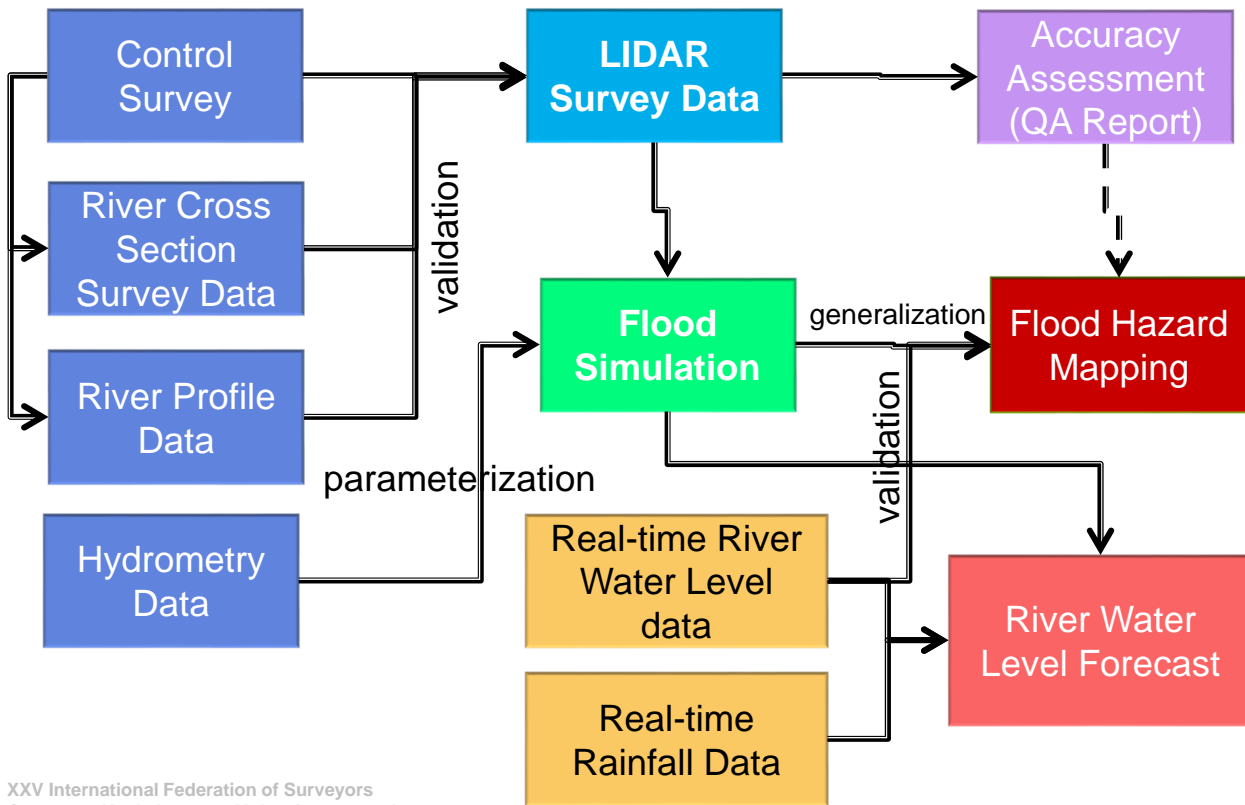 Control
Survey
LIDAR
Survey Data
Accuracy
Assessment
(QA Report)
River Cross
Section
Survey Data
validation
Flood
Simulation
generalization
Flood Hazard
Mapping
River Profile
Data
parameterization
validation
Hydrometry
Data
Real-time River
Water Level
data
River Water
Level Forecast
Real-time
Rainfall Data
XXV International Federation of Surveyors